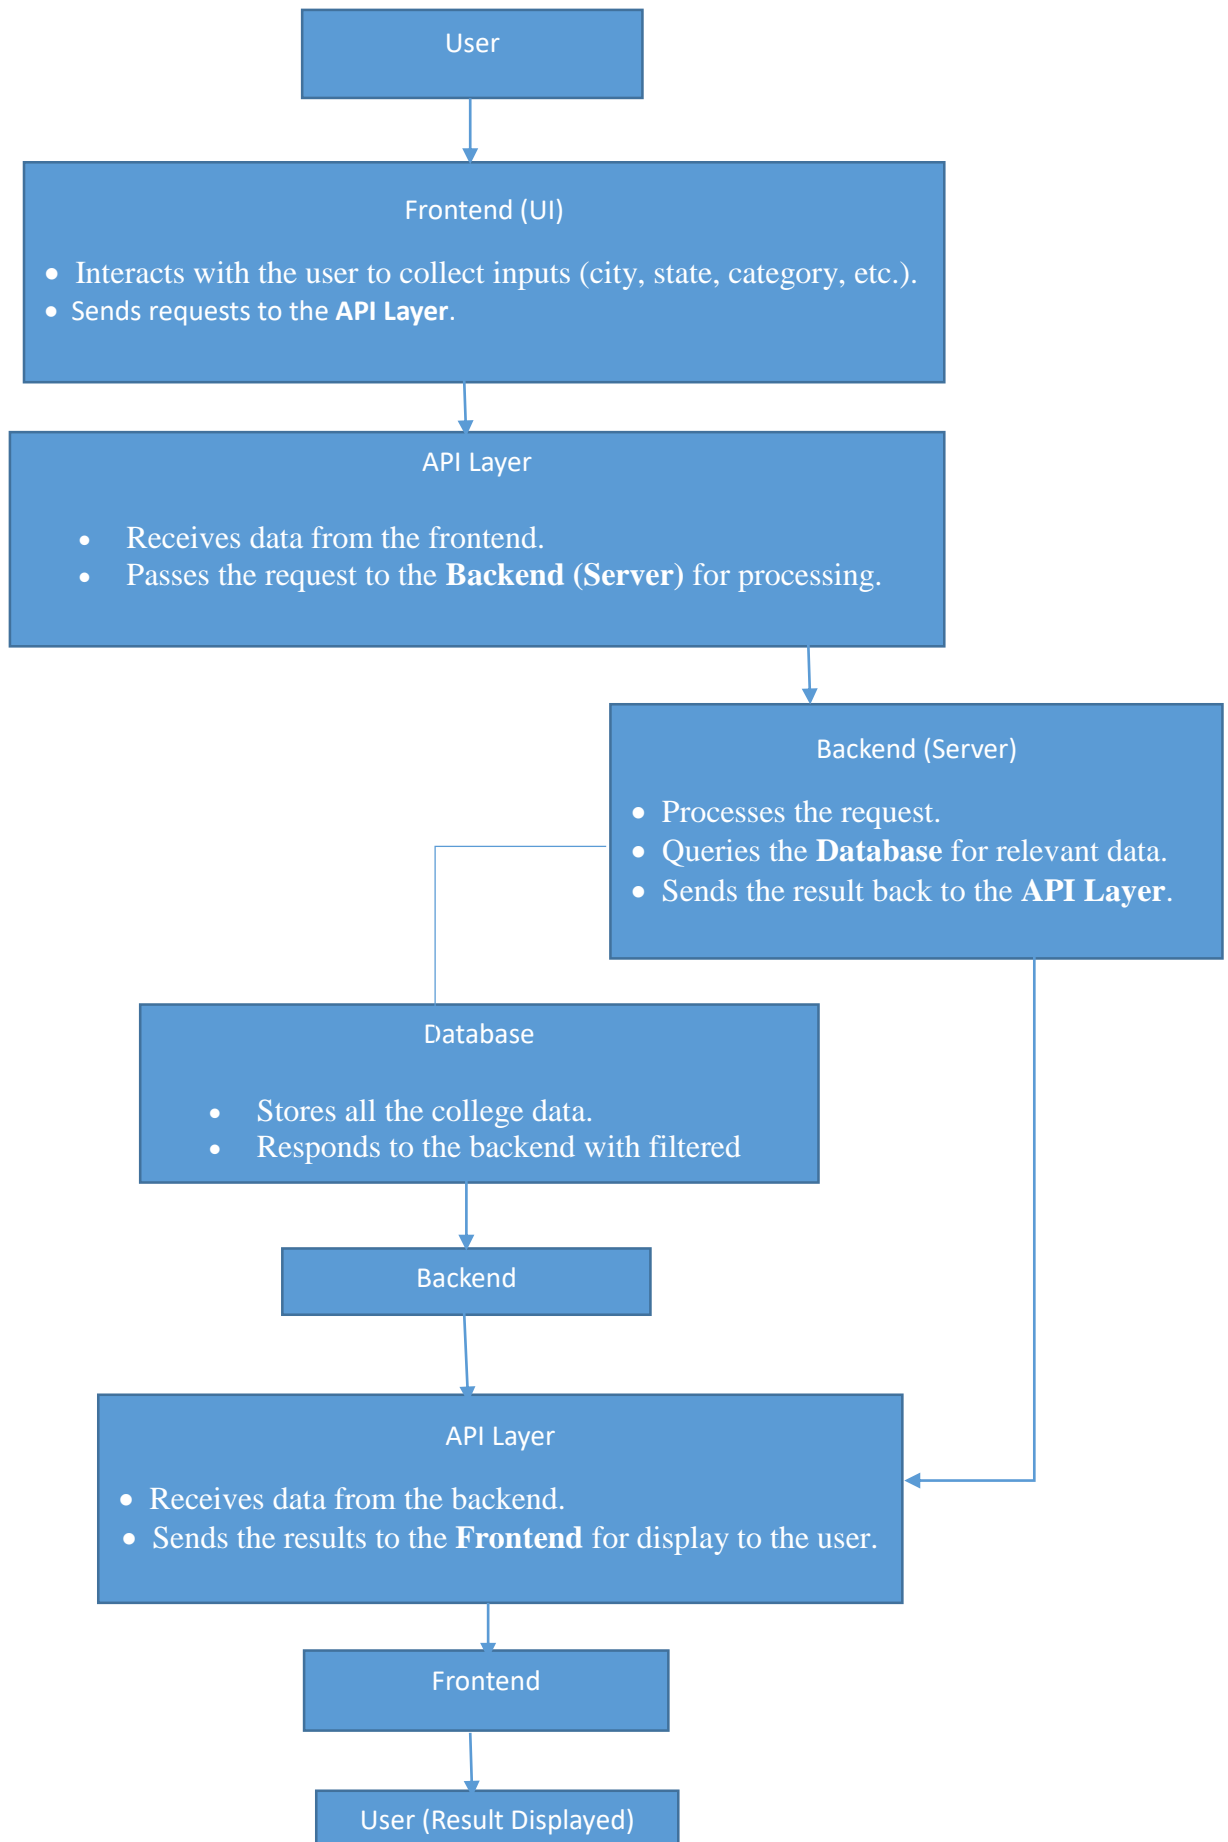 User
Frontend (UI)
• Interacts with the user to collect inputs (city, state, category, etc.).
• Sends requests to the API Layer.
API Layer
• Receives data from the frontend.
• Passes the request to the Backend (Server) for processing.
Backend (Server)
• Processes the request.
• Queries the Database for relevant data.
• Sends the result back to the API Layer.
Database
• Stores all the college data.
• Responds to the backend with filtered
Backend
API Layer
• Receives data from the backend.
• Sends the results to the Frontend for display to the user.
Frontend
User (Result Displayed)